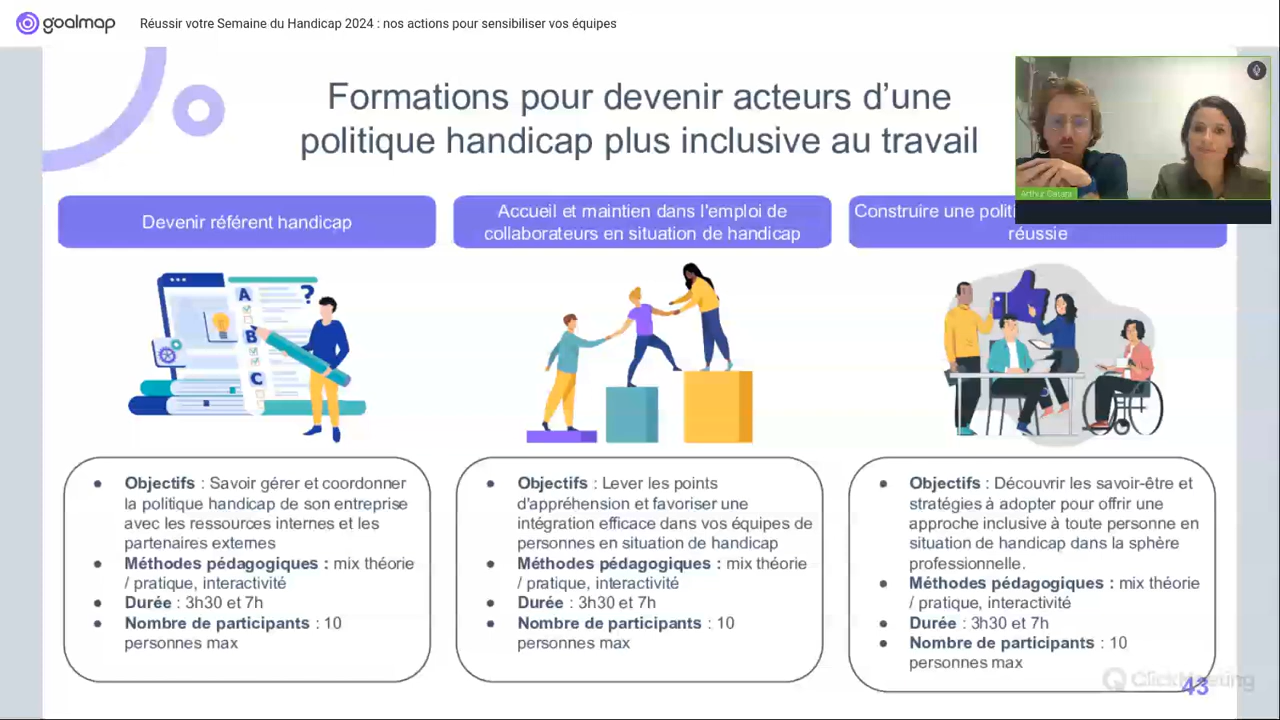 goalmap
Réussir votre Semaine du Handicap 2024 : nos actions pour sensibiliser vos équipes
Formations pour devenir acteurs d’une
politique handicap plus inclusive au travail
Arthur
Devenir référent handicap
Accueil et maintien dans l'emploi de
collaborateurs en situation de handicap
Construire une
réussie
A
?
B
C
● Objectifs : Savoir gérer et coordonner
la politique handicap de son entreprise
avec les ressources internes et les
partenaires externes
● Méthodes pédagogiques : mix théorie
/ pratique, interactivité
● Durée : 3h30 et 7h
● Nombre de participants : 10
personnes max
● Objectifs : Lever les points
d'appréhension et favoriser une
intégration efficace dans vos équipes de
personnes en situation de handicap
● Méthodes pédagogiques : mix théorie
/ pratique, interactivité
● Durée : 3h30 et 7h
● Nombre de participants : 10
personnes max
● Objectifs : Découvrir les savoir-être et
stratégies à adopter pour offrir une
approche inclusive à toute personne en
situation de handicap dans la sphère
professionnelle.
● Méthodes pédagogiques : mix théorie
/ pratique, interactivité
● Durée : 3h30 et 7h
● Nombre de participants : 10
personnes max
ClickMeeting
43